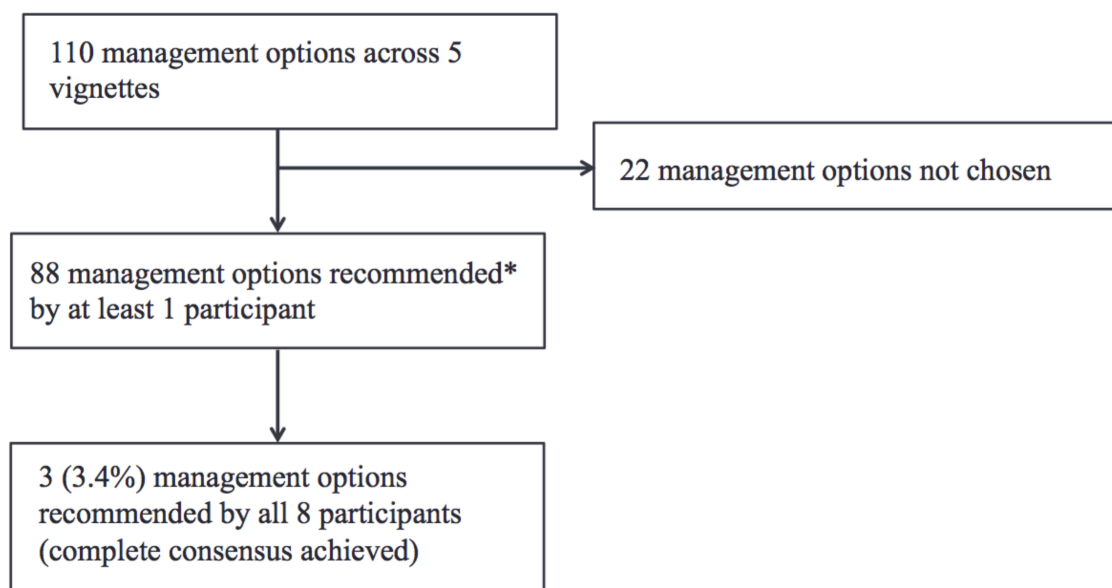 110 management options across 5
vignettes
22 management options not chosen
88 management options recommended*
by at least 1 participant
3 (3.4%) management options
recommended by all 8 participants
(complete consensus achieved)